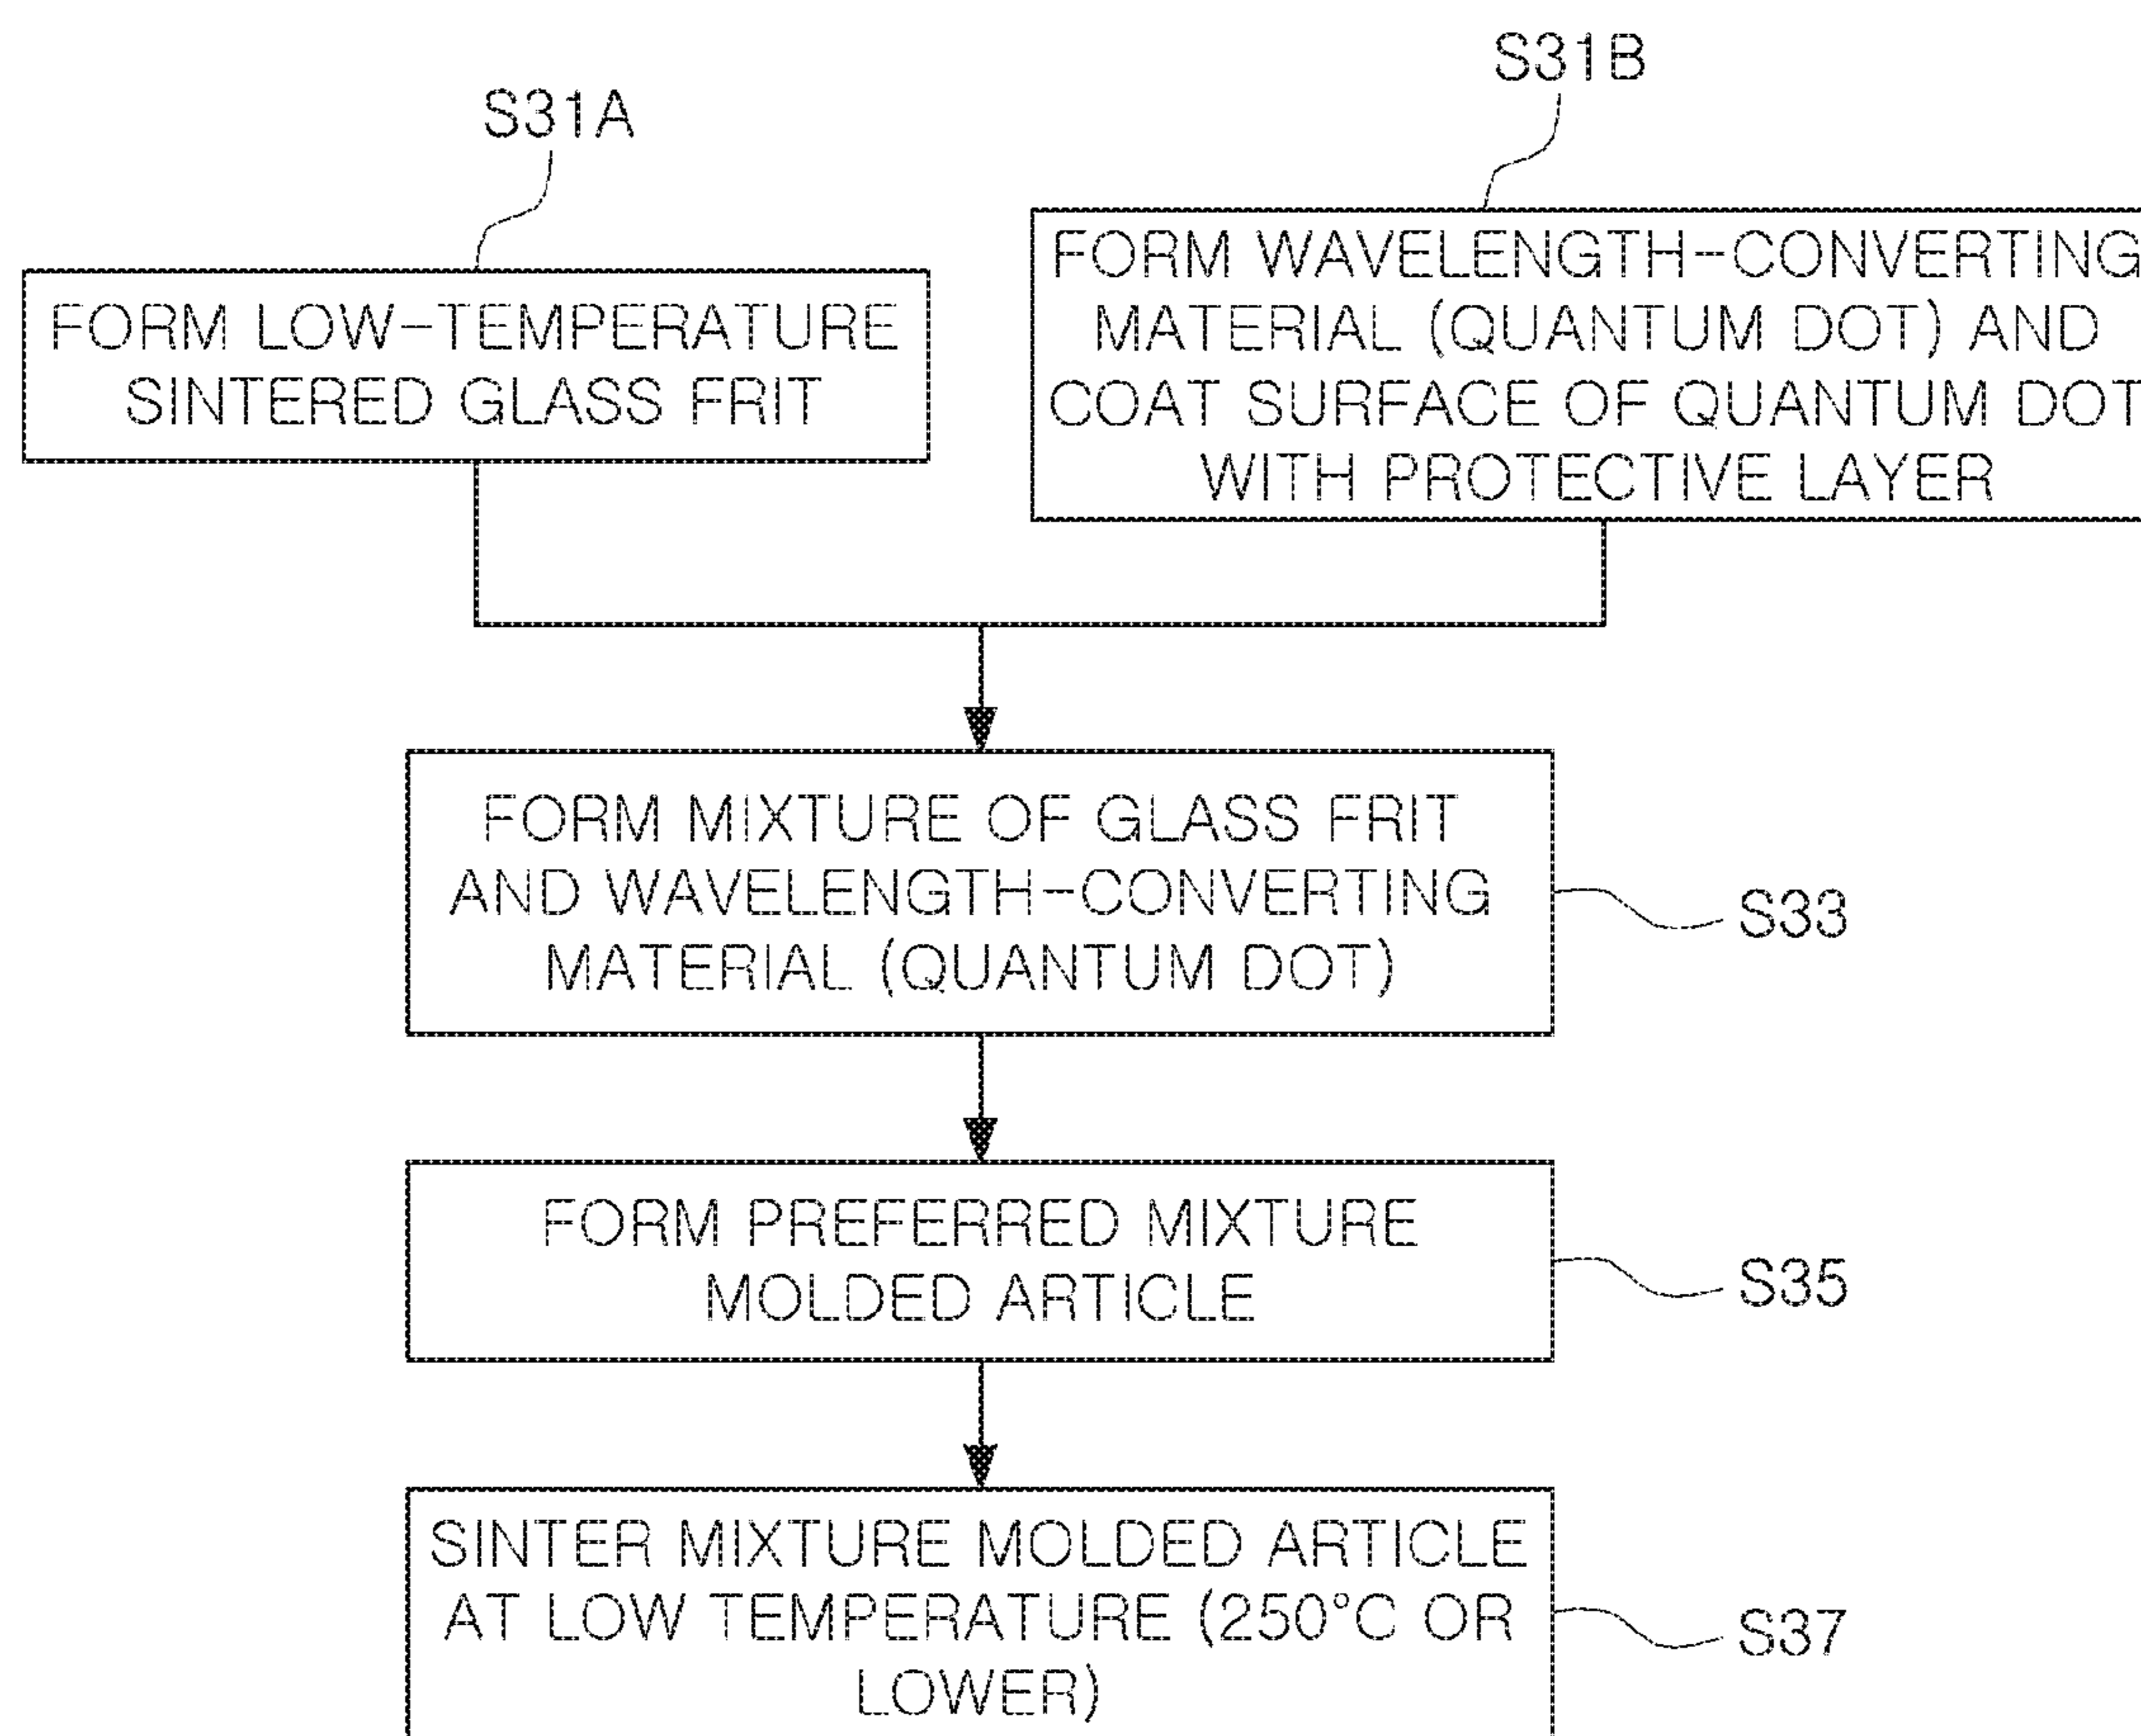 S31A
FORM LOW-TEMPERATURE
SINTERED GLASS FRIT
S31B
FORM WAVELENGTH-CONVERTING
MATERIAL (QUANTUM DOT) AND
COAT SURFACE OF QUANTUM DOT
WITH PROTECTIVE LAYER
FORM MIXTURE OF GLASS FRIT
AND WAVELENGTH-CONVERTING
MATERIAL (QUANTUM DOT)
S33
FORM PREFERRED MIXTURE
MOLDED ARTICLE
S35
SINTER MIXTURE MOLDED ARTICLE
AT LOW TEMPERATURE (250°C OR
LOWER)
S37